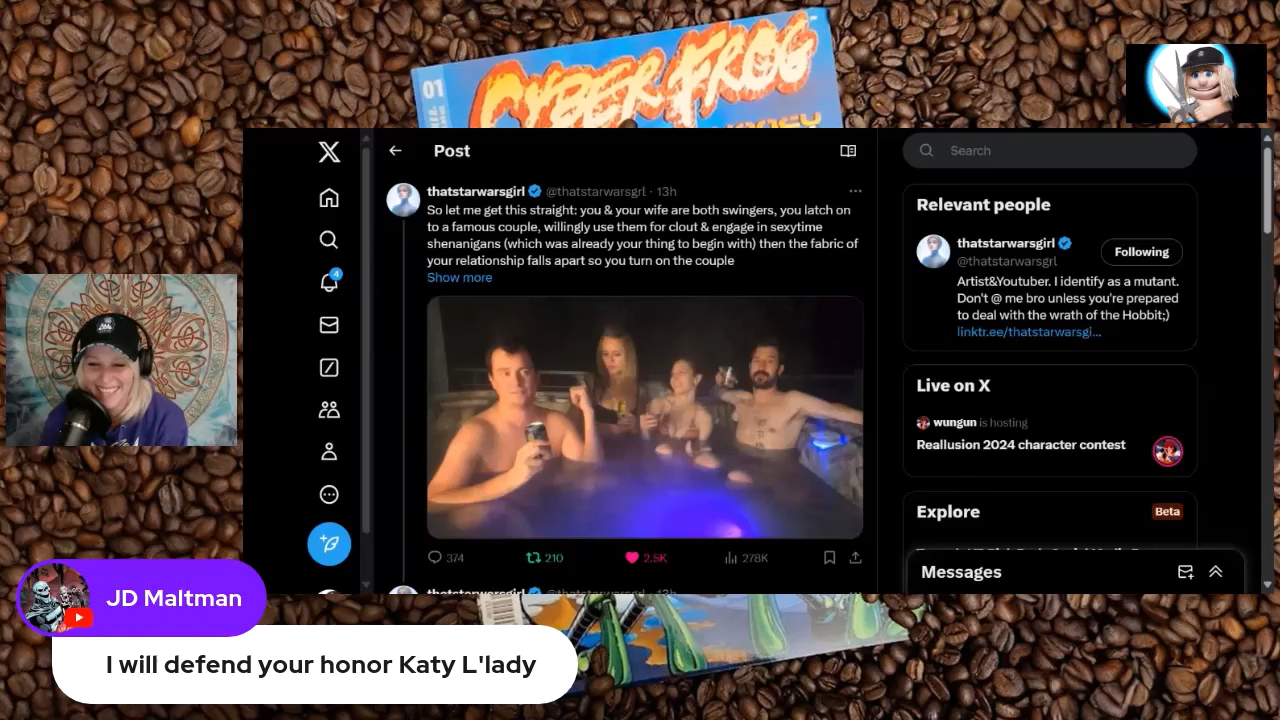 01
CYBERFROG
Post
Search
thatstarwarsgirl @thatstarwarsgrl · 13h
So let me get this straight: you & your wife are both swingers, you latch on
to a famous couple, willingly use them for clout & engage in sexytime
shenanigans (which was already your thing to begin with) then the fabric of
your relationship falls apart so you turn on the couple
Show more
374
210
2.5K
278K
thatstarwarsgirl @thatstarwarsgrl · 13h
4
Relevant people
thatstarwarsgirl
@thatstarwarsgrl
Following
Artist&Youtuber. I identify as a mutant.
Don't @ me bro unless you're prepared
to deal with the wrath of the Hobbit;)
linktr.ee/thatstarwarsgi...
Live on X
wungun is hosting
Reallusion 2024 character contest
Explore
Beta
Messages
JD Maltman
I will defend your honor Katy L'lady